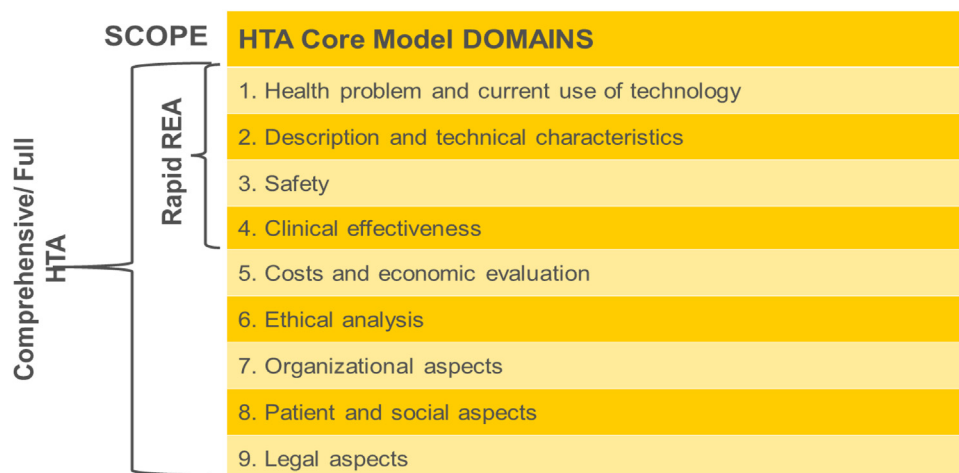 SCOPE
HTA Core Model DOMAINS
Comprehensive/ Full
HTA
Rapid REA
1. Health problem and current use of technology
2. Description and technical characteristics
3. Safety
4. Clinical effectiveness
5. Costs and economic evaluation
6. Ethical analysis
7. Organizational aspects
8. Patient and social aspects
9. Legal aspects